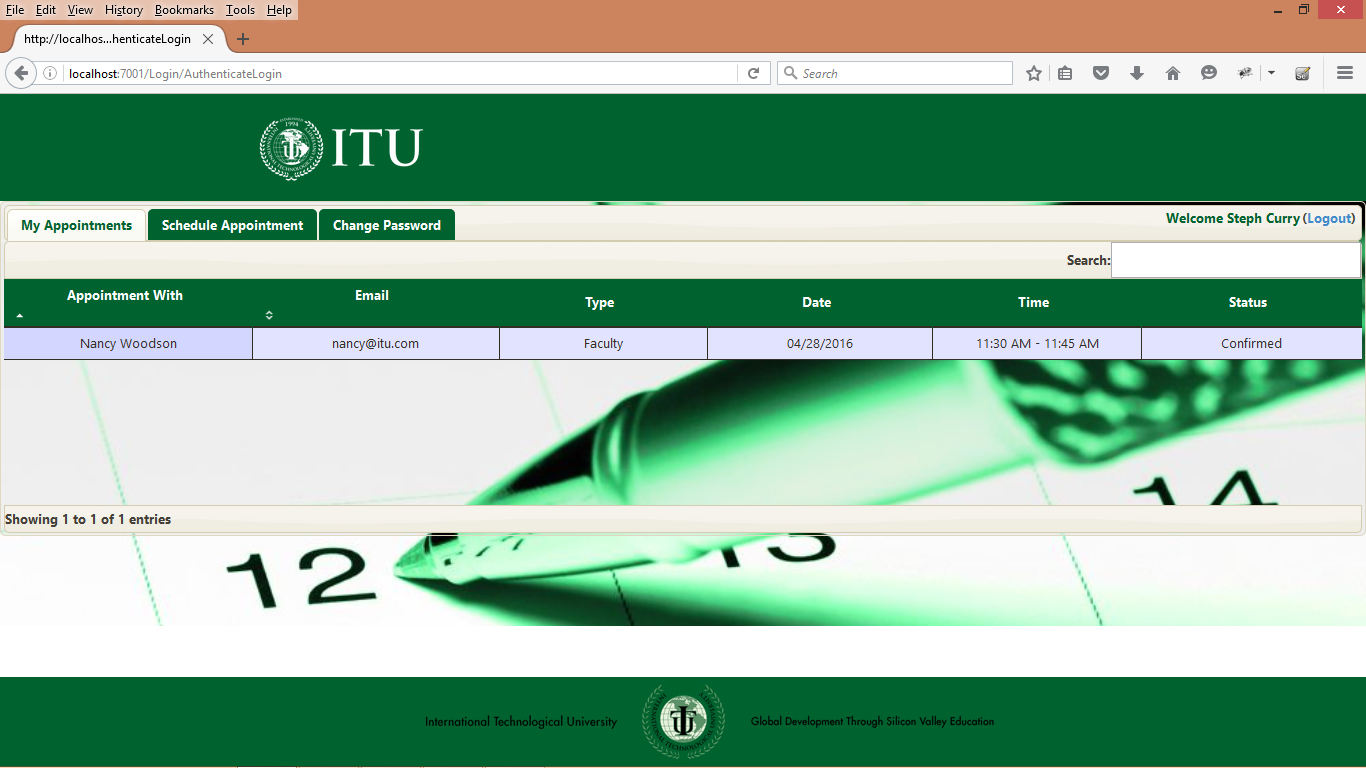 File Edit View History Bookmarks Tools Help
http://localhos...henticateLogin
localhost:7001/Login/AuthenticateLogin
Search
1994
ITU
My Appointments Schedule Appointment Change Password Welcome Steph Curry (Logout)
Search:
Appointment With Email Type Date Time Status
Nancy Woodson nancy@itu.com Faculty 04/28/2016 11:30 AM - 11:45 AM Confirmed
14
Showing 1 to 1 of 1 entries
12 13
International Technological University Global Development Through Silicon Valley Education